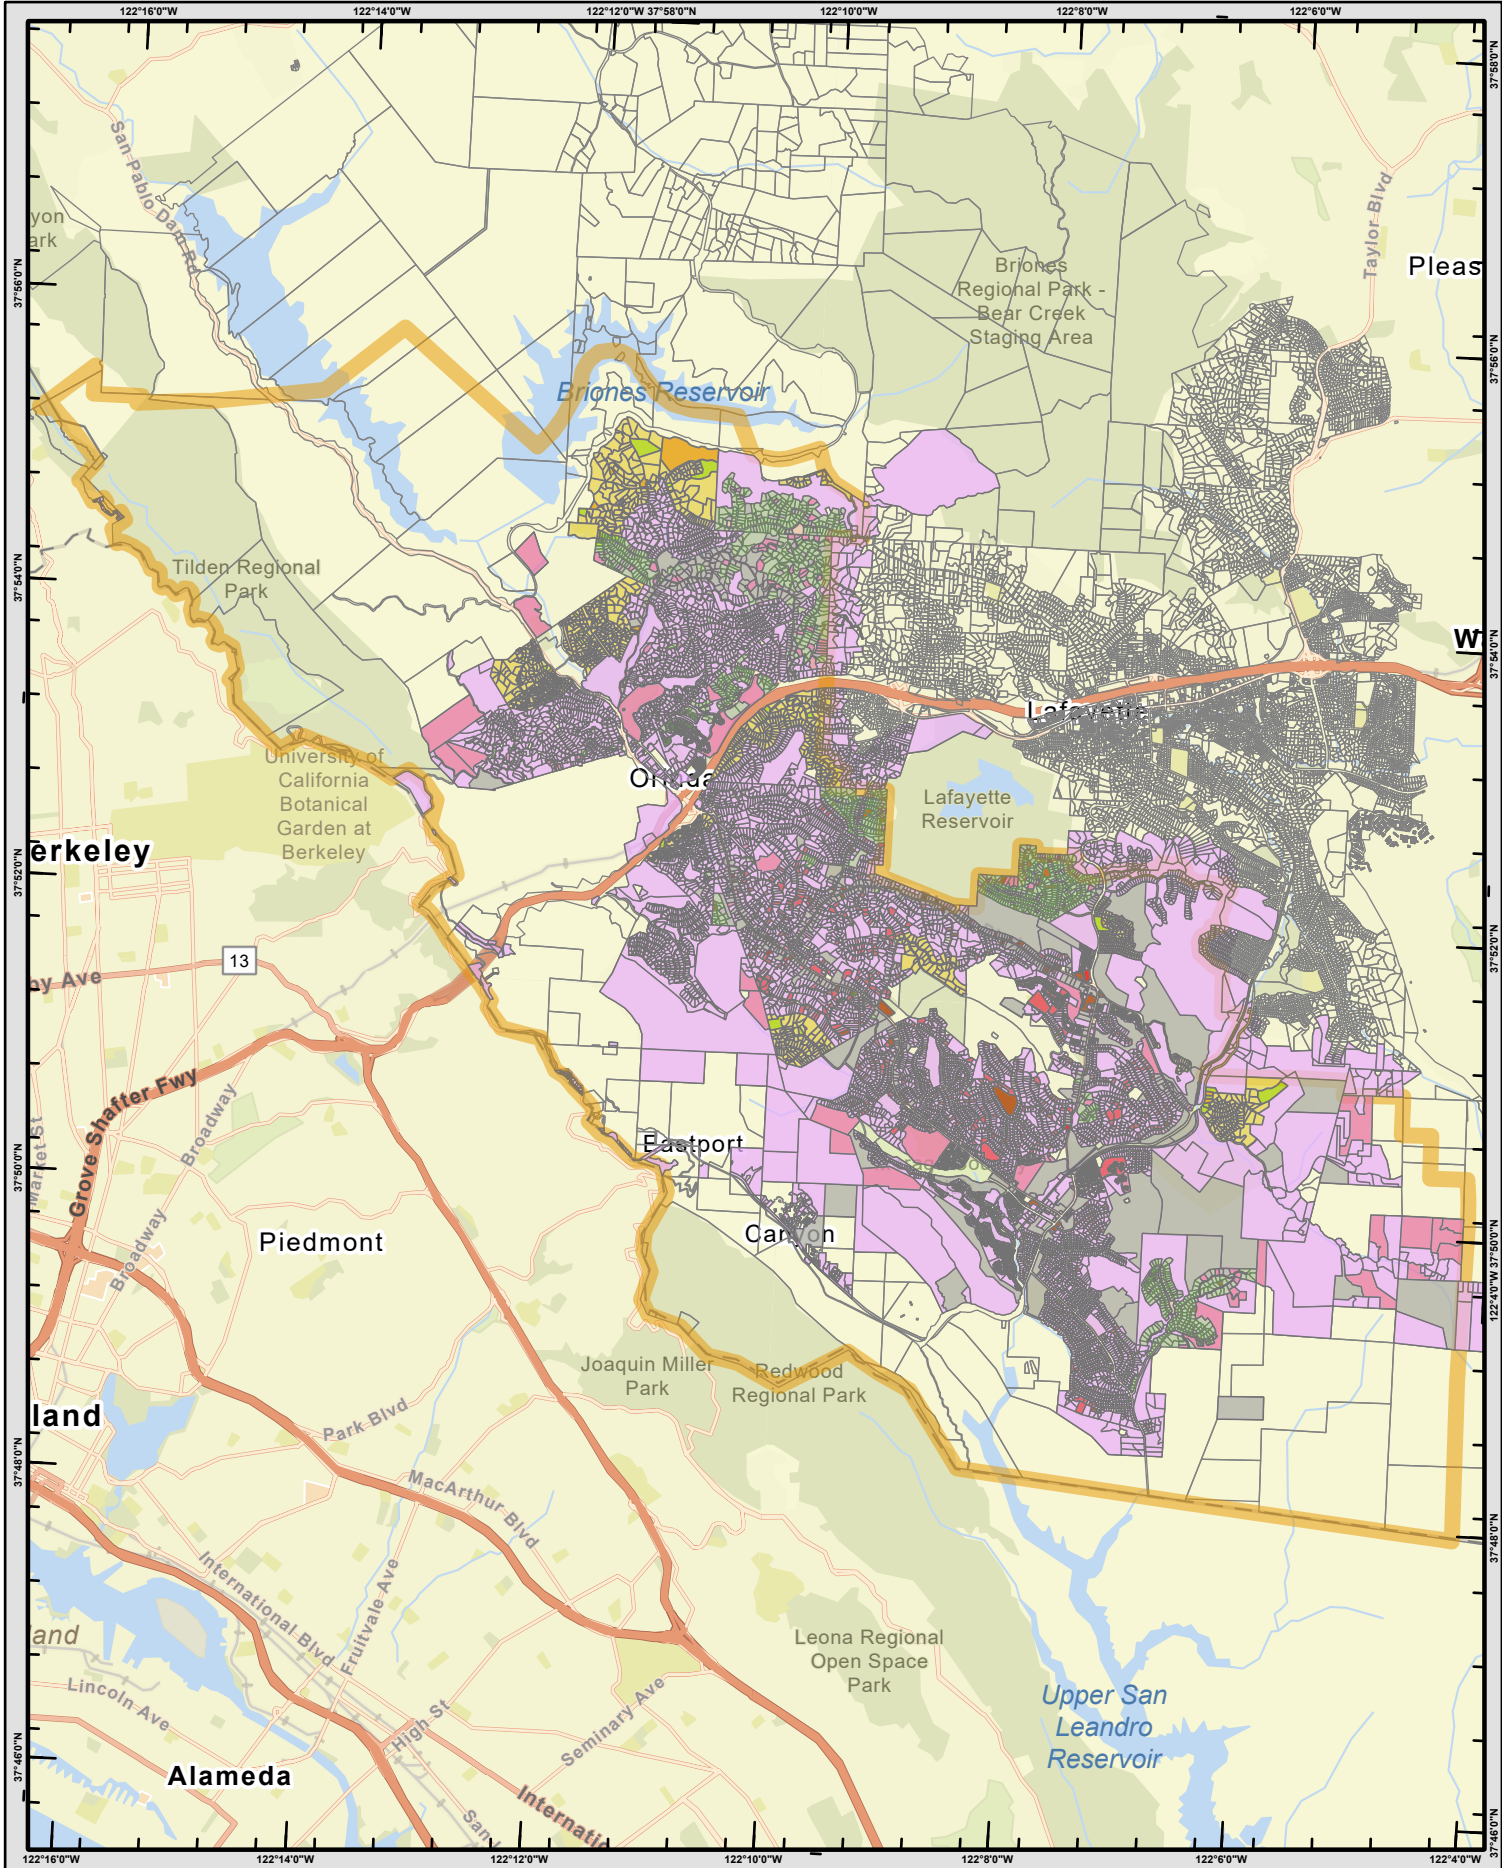 122°16'0"W
122°14'0"W
122°12'0"W 37°58'0"N
122°10'0"W
122°8'0"W
122°6'0"W
37°58'0"N
San Pablo Dam Rd
Taylor Blvd
yon
ark
Pleas
Briones
Regional Park -
Bear Creek
Staging Area
37°56'0"N
37°56'0"N
Briones Reservoir
37°54'0"N
Tilden Regional
Park
W
37°54'0"N
Lafayette
Orinda
University of
California
Botanical
Garden at
Berkeley
Lafayette
Reservoir
erkeley
37°52'0"N
37°52'0"N
13
by Ave
Grove Shafter Fwy
Broadway
Market St
Eastport
37°50'0"N
Broadway
Piedmont
Canyon
122°4'0"W 37°50'0"N
Joaquin Miller
Park
Redwood
Regional Park
land
Park Blvd
37°48'0"N
MacArthur Blvd
37°48'0"N
International Blvd
Fruitvale Ave
land
Leona Regional
Open Space
Park
Lincoln Ave
High St
Seminary Ave
Upper San
Leandro
Reservoir
37°46'0"N
Alameda
Internatio
San
37°46'0"N
122°16'0"W
122°14'0"W
122°12'0"W
122°10'0"W
122°8'0"W
122°6'0"W
122°4'0"W